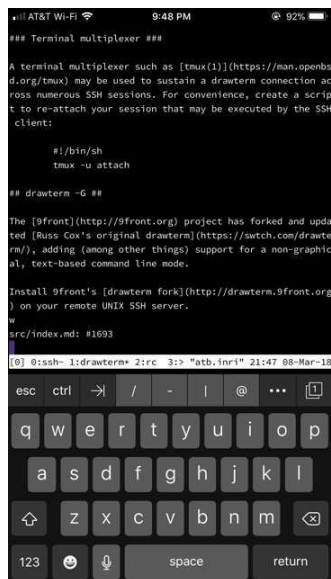 AT&T Wi-Fi 9:48 PM 92%
### Terminal multiplexer ###
A terminal multiplexer such as [tmux(1)](https://man.openbs
d.org/tmux) may be used to sustain a drawterm connection ac
ross numerous SSH sessions. For convenience, create a scrip
t to re-attach your session that may be executed by the SSH
client:
#!/bin/sh
tmux -u attach
## drawterm -G ##
The [9front](http://9front.org) project has forked and upda
ted [Russ Cox's original drawterm](https://swtch.com/drawte
rm/), adding (among other things) support for a non-graphic
al, text-based command line mode.
Install 9front's [drawterm fork](http://drawterm.9front.org
) on your remote UNIX SSH server.
w
src/index.md: #1693
[0] 0:ssh- 1:drawterm* 2:rc 3:> "atb.inri" 21:47 08-Mar-18
esc ctrl →| / - | @ ••• 1
q w e r t y u i o p
a s d f g h j k l
z x c v b n m
123 space return